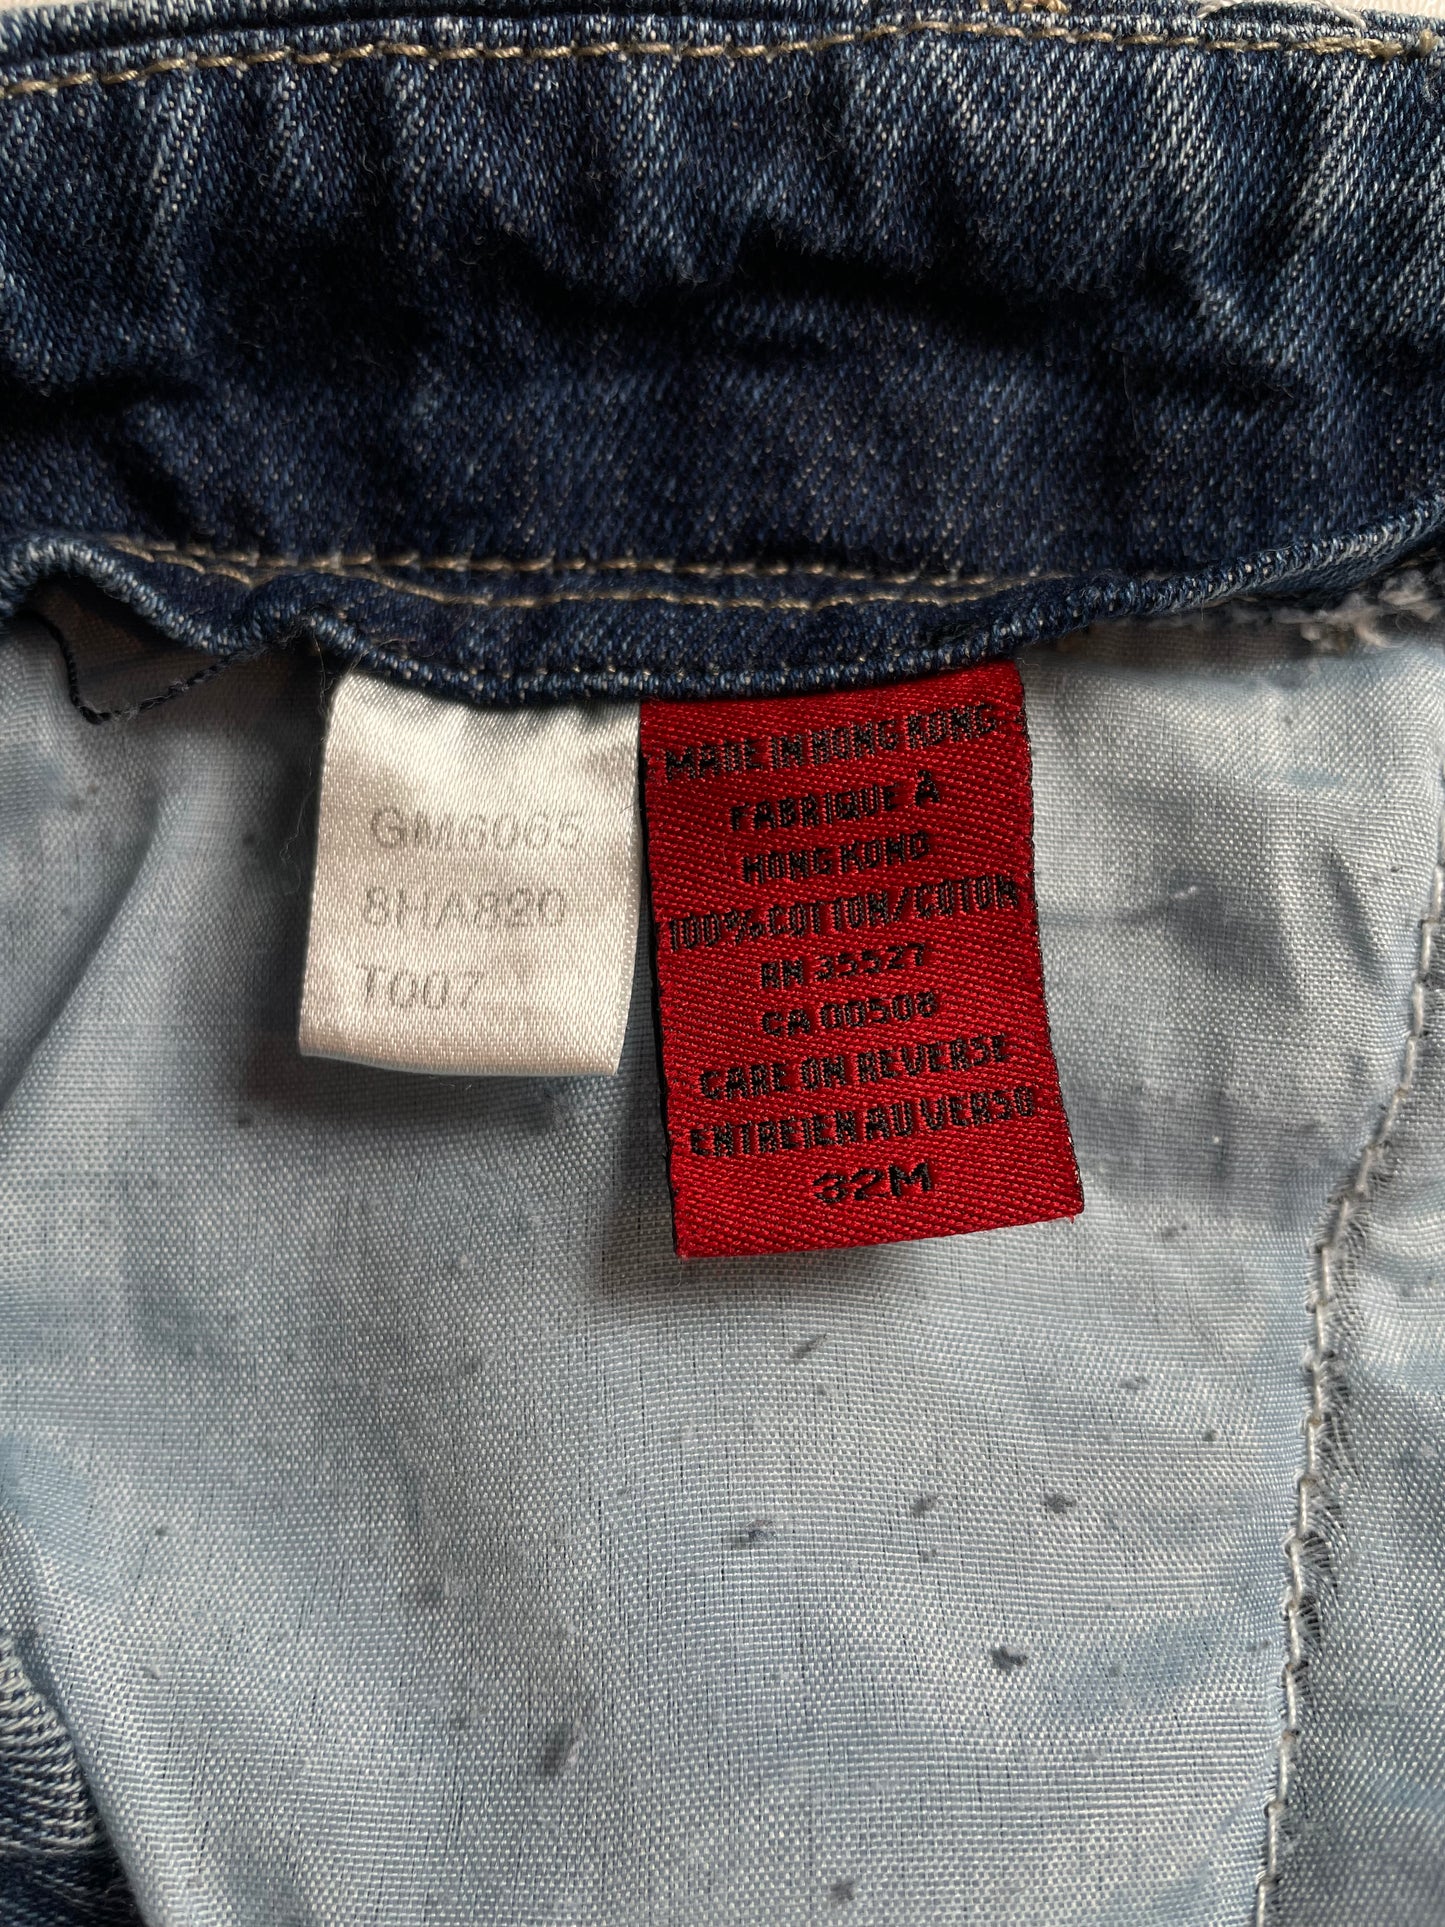 GM6065
8HA820
T007
MADE IN HONG KONG
FABRIQUE À
HONG KONG
100% COTTON/COTON
RN 35527
CA 00508
CARE ON REVERSE
ENTREIEN AU VERSO
32M